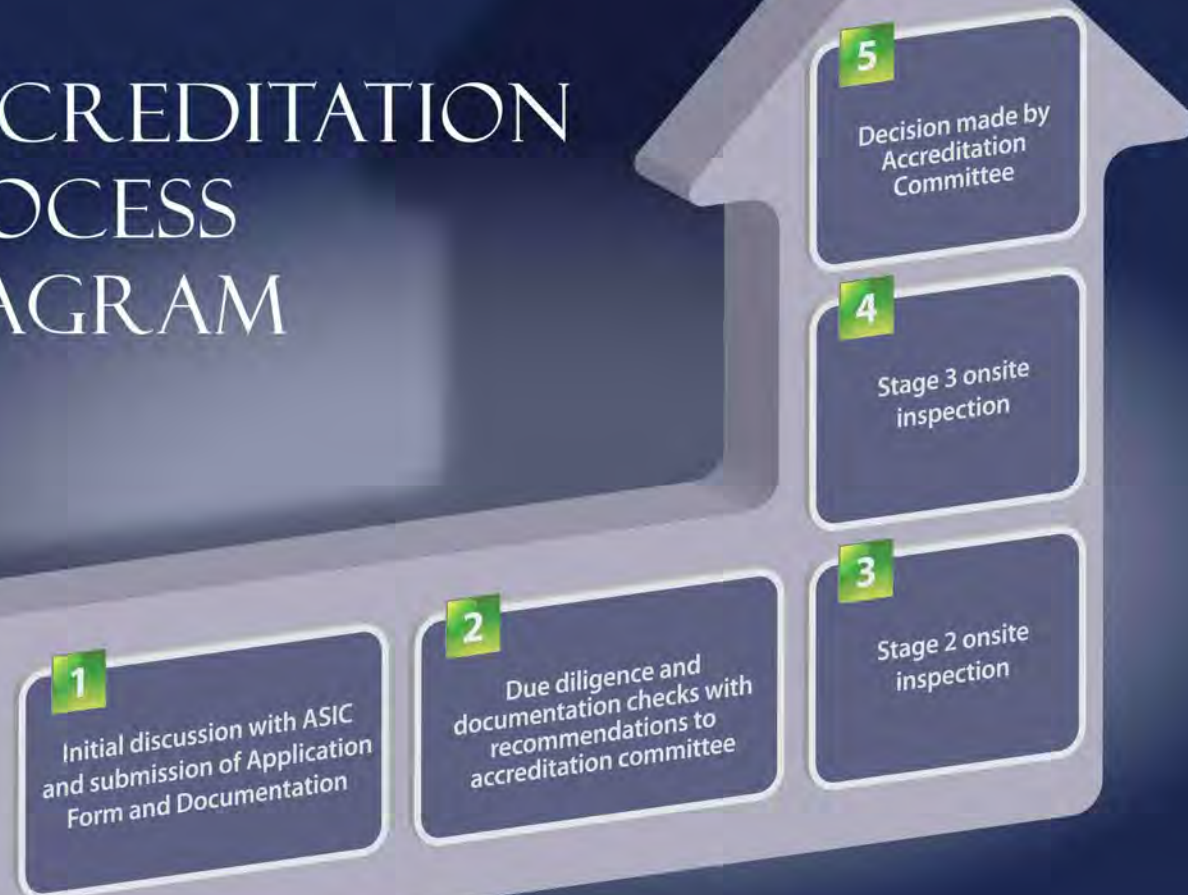 CREDITATION
OCESS
AGRAM
1
Initial discussion with ASIC
and submission of Application
Form and Documentation
2
Due diligence and
documentation checks with
recommendations to
accreditation committee
3
Stage 2 onsite
inspection
4
Stage 3 onsite
inspection
5
Decision made by
Accreditation
Committee